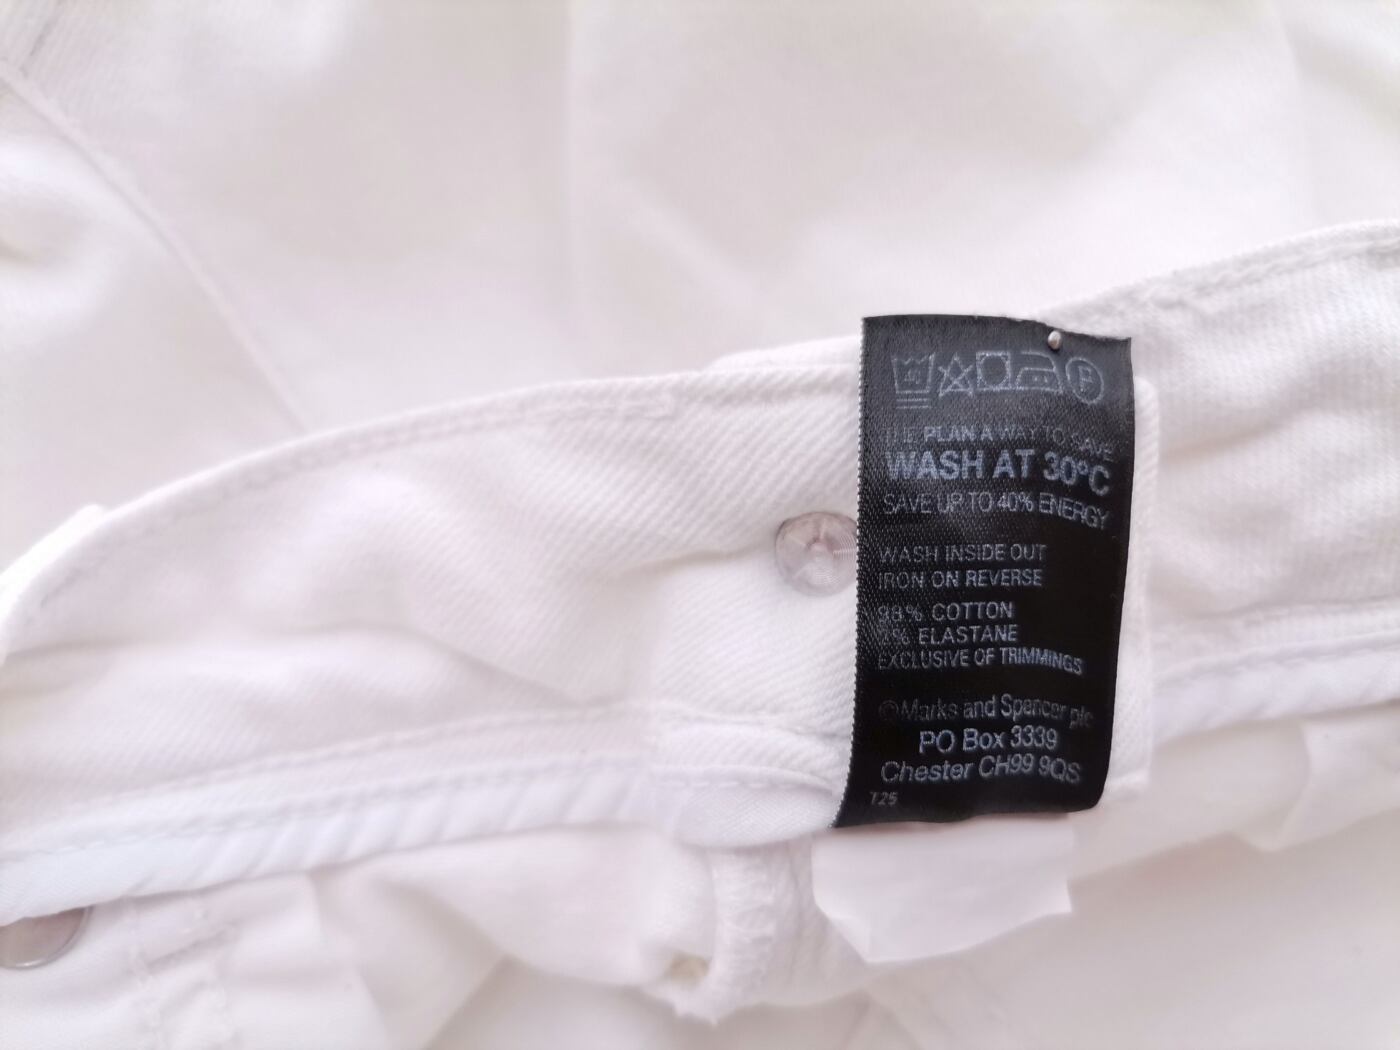 THE PLAN A WAY TO SAVE
WASH AT 30°C
SAVE UP TO 40% ENERGY
WASH INSIDE OUT
IRON ON REVERSE
98% COTTON
2% ELASTANE
EXCLUSIVE OF TRIMMINGS
©Marks and Spencer plc
PO Box 3339
Chester CH99 9QS
T25